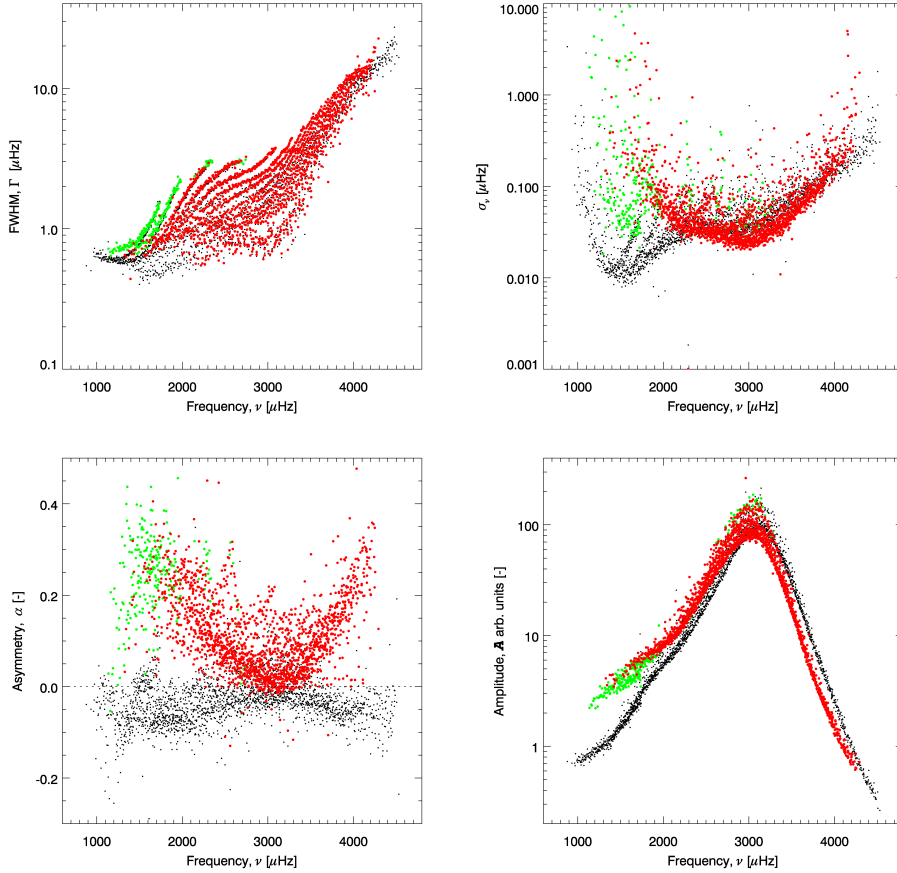 10.0
1.0
0.1
FWHM, Γ [μHz]
1000 2000 3000 4000
Frequency, ν [μHz]
10.000
1.000
0.100
0.010
0.001
σν [μHz]
1000 2000 3000 4000
Frequency, ν [μHz]
0.4
0.2
0.0
-0.2
Asymmetry, α [-]
1000 2000 3000 4000
Frequency, ν [μHz]
100
10
1
Amplitude, A arb. units [-]
1000 2000 3000 4000
Frequency, ν [μHz]